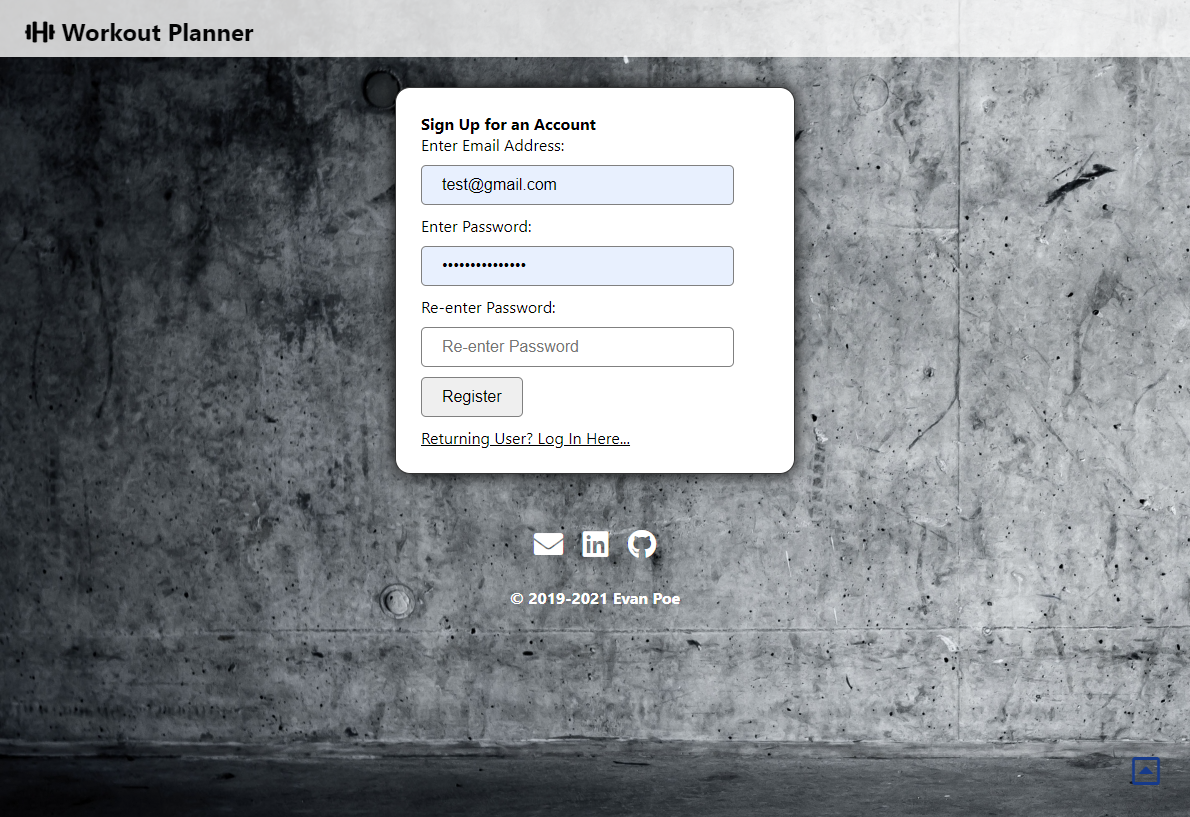 Workout Planner
Sign Up for an Account
Enter Email Address:
test@gmail.com
Enter Password:
•••••••••••••••
Re-enter Password:
Re-enter Password
Register
Returning User? Log In Here...
in
© 2019-2021 Evan Poe